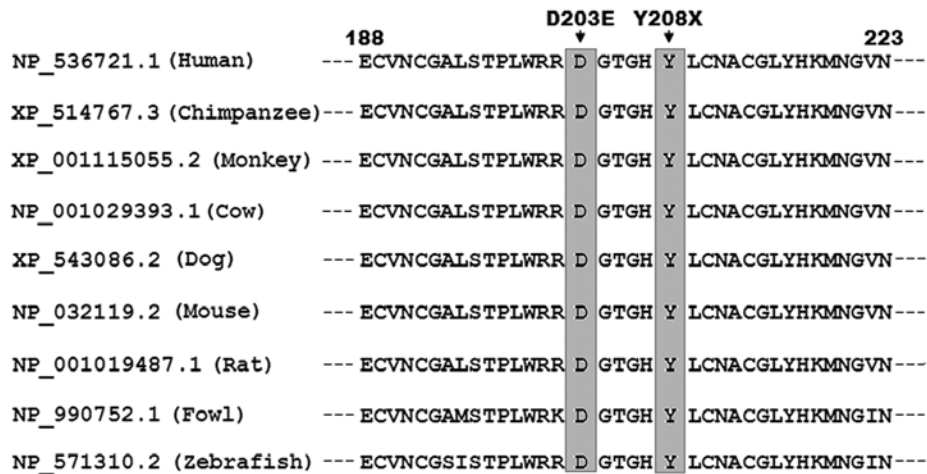 D203E Y208X
188 223
NP_536721.1 (Human) --- ECVNCGALSTPLWRR D GTGH Y LCNACGLYHKMNGVN---
XP_514767.3 (Chimpanzee)--- ECVNCGALSTPLWRR D GTGH Y LCNACGLYHKMNGVN---
XP_001115055.2 (Monkey) --- ECVNCGALSTPLWRR D GTGH Y LCNACGLYHKMNGVN---
NP_001029393.1(Cow) --- ECVNCGALSTPLWRR D GTGH Y LCNACGLYHKMNGVN---
XP_543086.2 (Dog) --- ECVNCGALSTPLWRR D GTGH Y LCNACGLYHKMNGVN---
NP_032119.2 (Mouse) --- ECVNCGALSTPLWRR D GTGH Y LCNACGLYHKMNGVN---
NP_001019487.1 (Rat) --- ECVNCGALSTPLWRR D GTGH Y LCNACGLYHKMNGVN---
NP_990752.1 (Fowl) --- ECVNCGAMSTPLWRK D GTGH Y LCNACGLYHKMNGIN---
NP_571310.2 (Zebrafish) --- ECVNCGSISTPLWRR D GTGH Y LCNACGLYHKMNGVN---